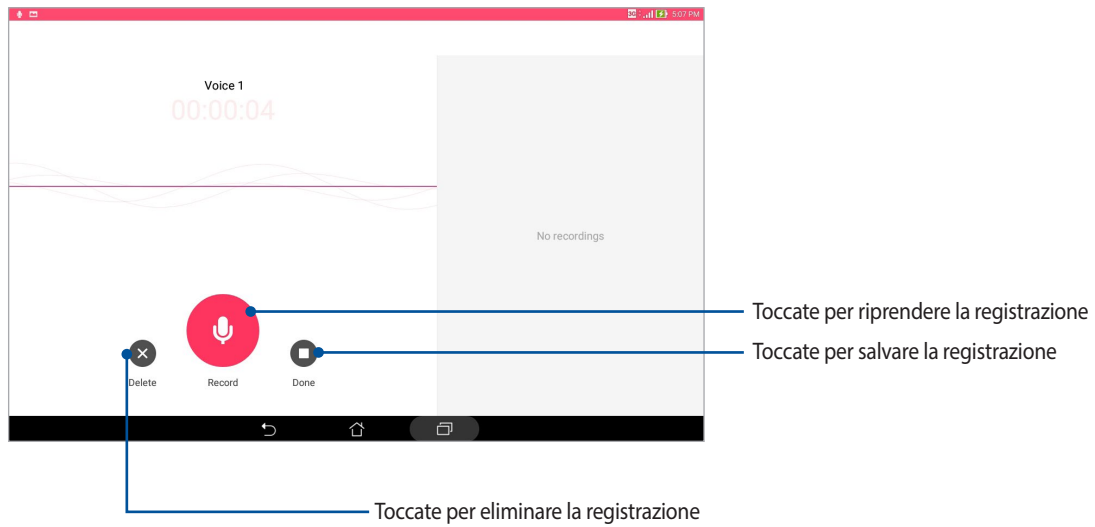 3G 5:07 PM
Voice 1
00:00:04
No recordings
Toccate per riprendere la registrazione
Toccate per salvare la registrazione
Delete
Record
Done
Toccate per eliminare la registrazione